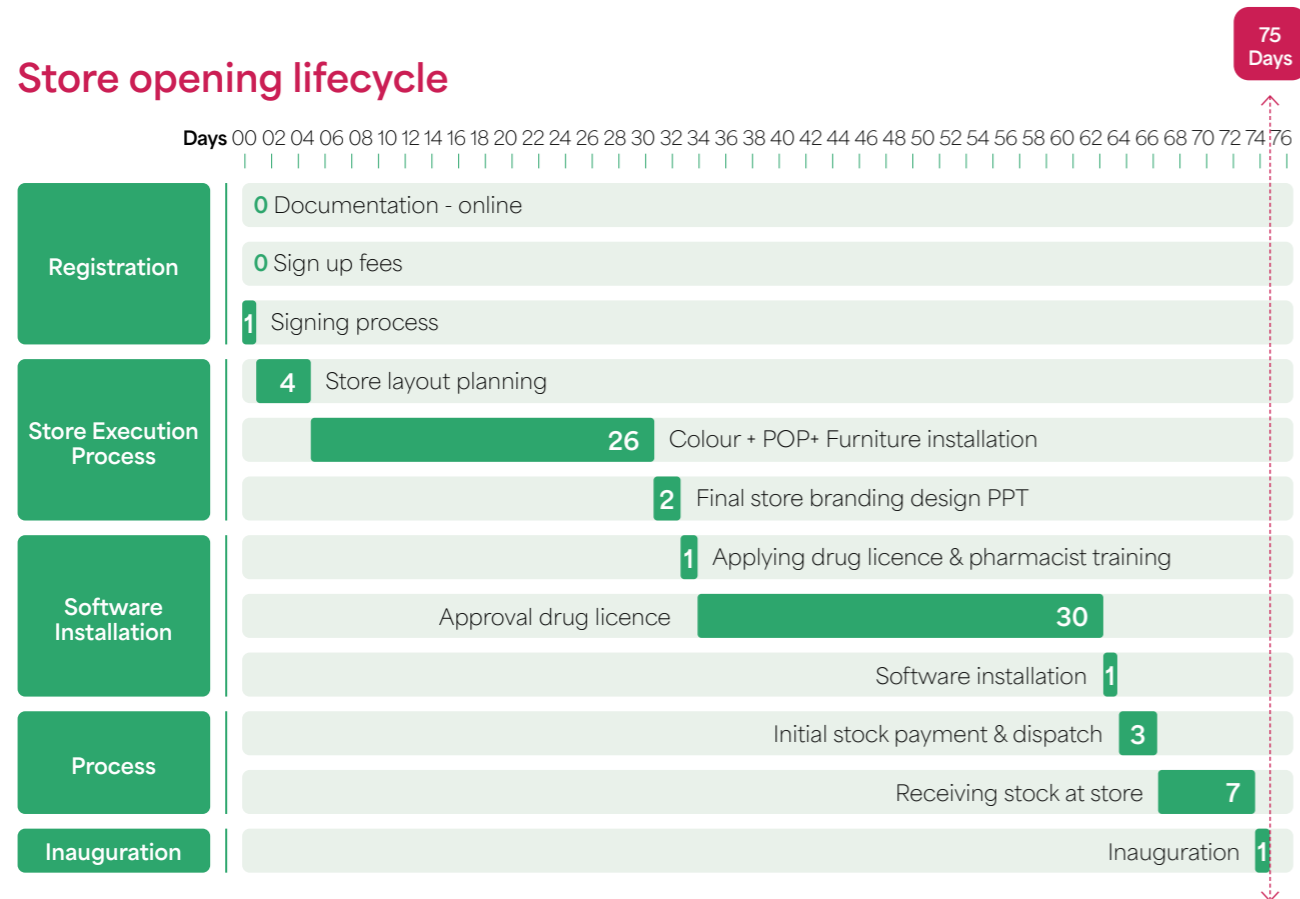 75
Days
Store opening lifecycle
Days 00 02 04 06 08 10 12 14 16 18 20 22 24 26 28 30 32 34 36 38 40 42 44 46 48 50 52 54 56 58 60 62 64 66 68 70 72 74 76
Registration
0 Documentation - online
0 Sign up fees
1 Signing process
Store Execution
Process
4 Store layout planning
26 Colour + POP+ Furniture installation
2 Final store branding design PPT
Software
Installation
1 Applying drug licence & pharmacist training
Approval drug licence 30
Software installation 1
Process
Initial stock payment & dispatch 3
Receiving stock at store 7
Inauguration
Inauguration 1